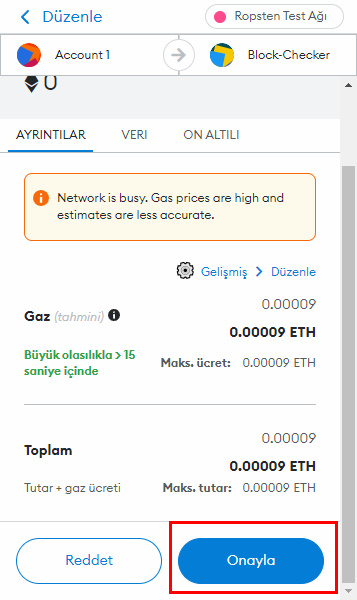 Düzenle
Ropsten Test Ağı
Account 1
Block-Checker
0
AYRINTILAR VERI ON ALTILI
Network is busy. Gas prices are high and
estimates are less accurate.
Gelişmiş > Düzenle
0.00009
Gaz (tahmini)
0.00009 ETH
Büyük olasılıkla > 15
saniye içinde
Maks. ücret: 0.00009 ETH
0.00009
Toplam
0.00009 ETH
Tutar + gaz ücreti Maks. tutar: 0.00009 ETH
Reddet
Onayla